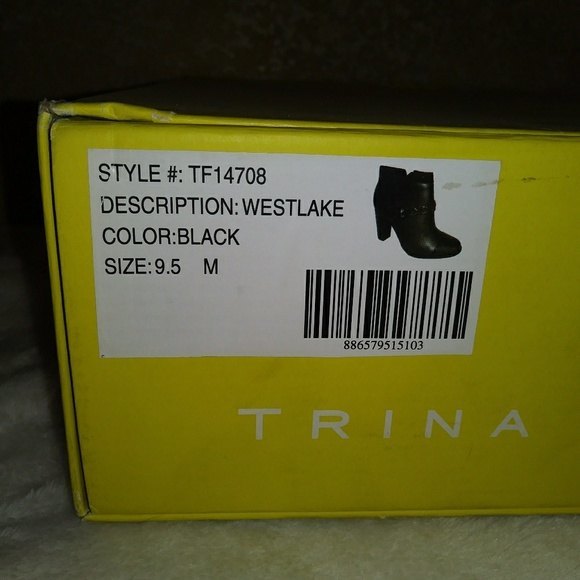 STYLE #: TF14708
DESCRIPTION: WESTLAKE
COLOR:BLACK
SIZE: 9.5 M
886579515103
TRINA